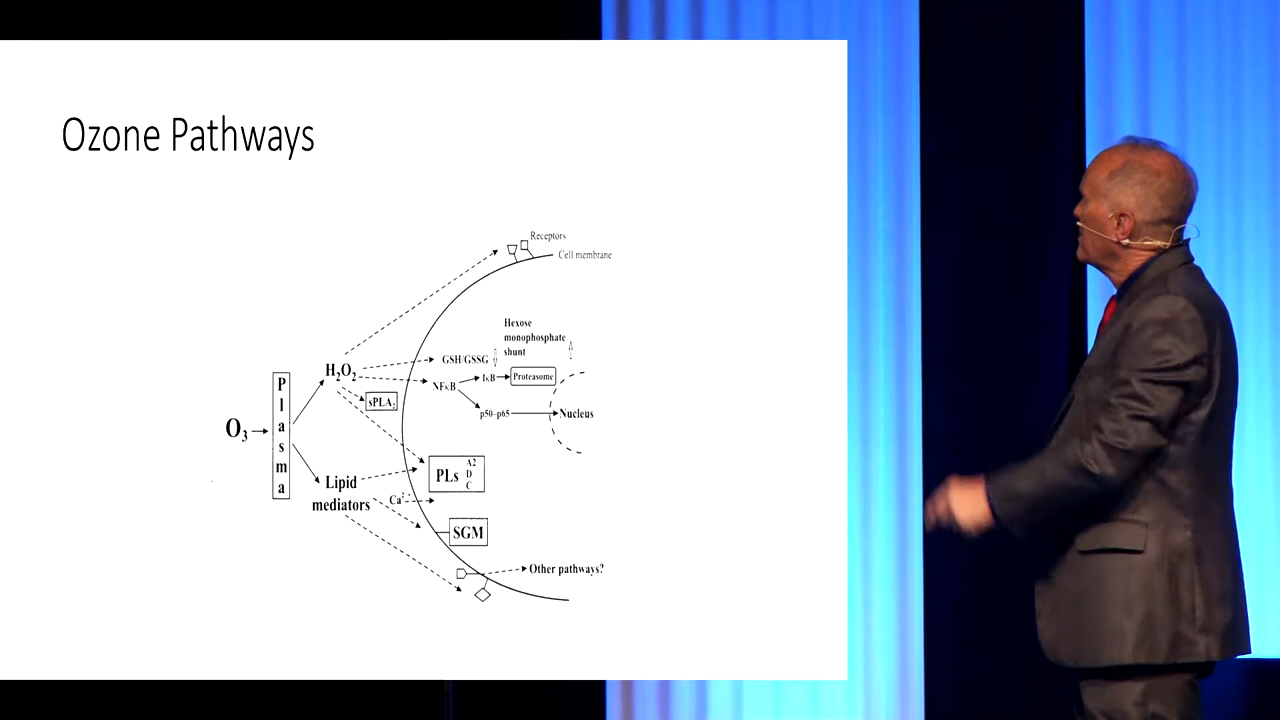 Ozone Pathways
Receptors
Cell membrane
Hexose
monophosphate
shunt
GSH/GSSG
H₂O₂
NFκB
IκB
Proteasome
sPLA₂
p50–p65
Nucleus
O₃
Plasma
PLs
A2
D
C
Lipid
mediators
Ca²⁺
SGM
Other pathways?